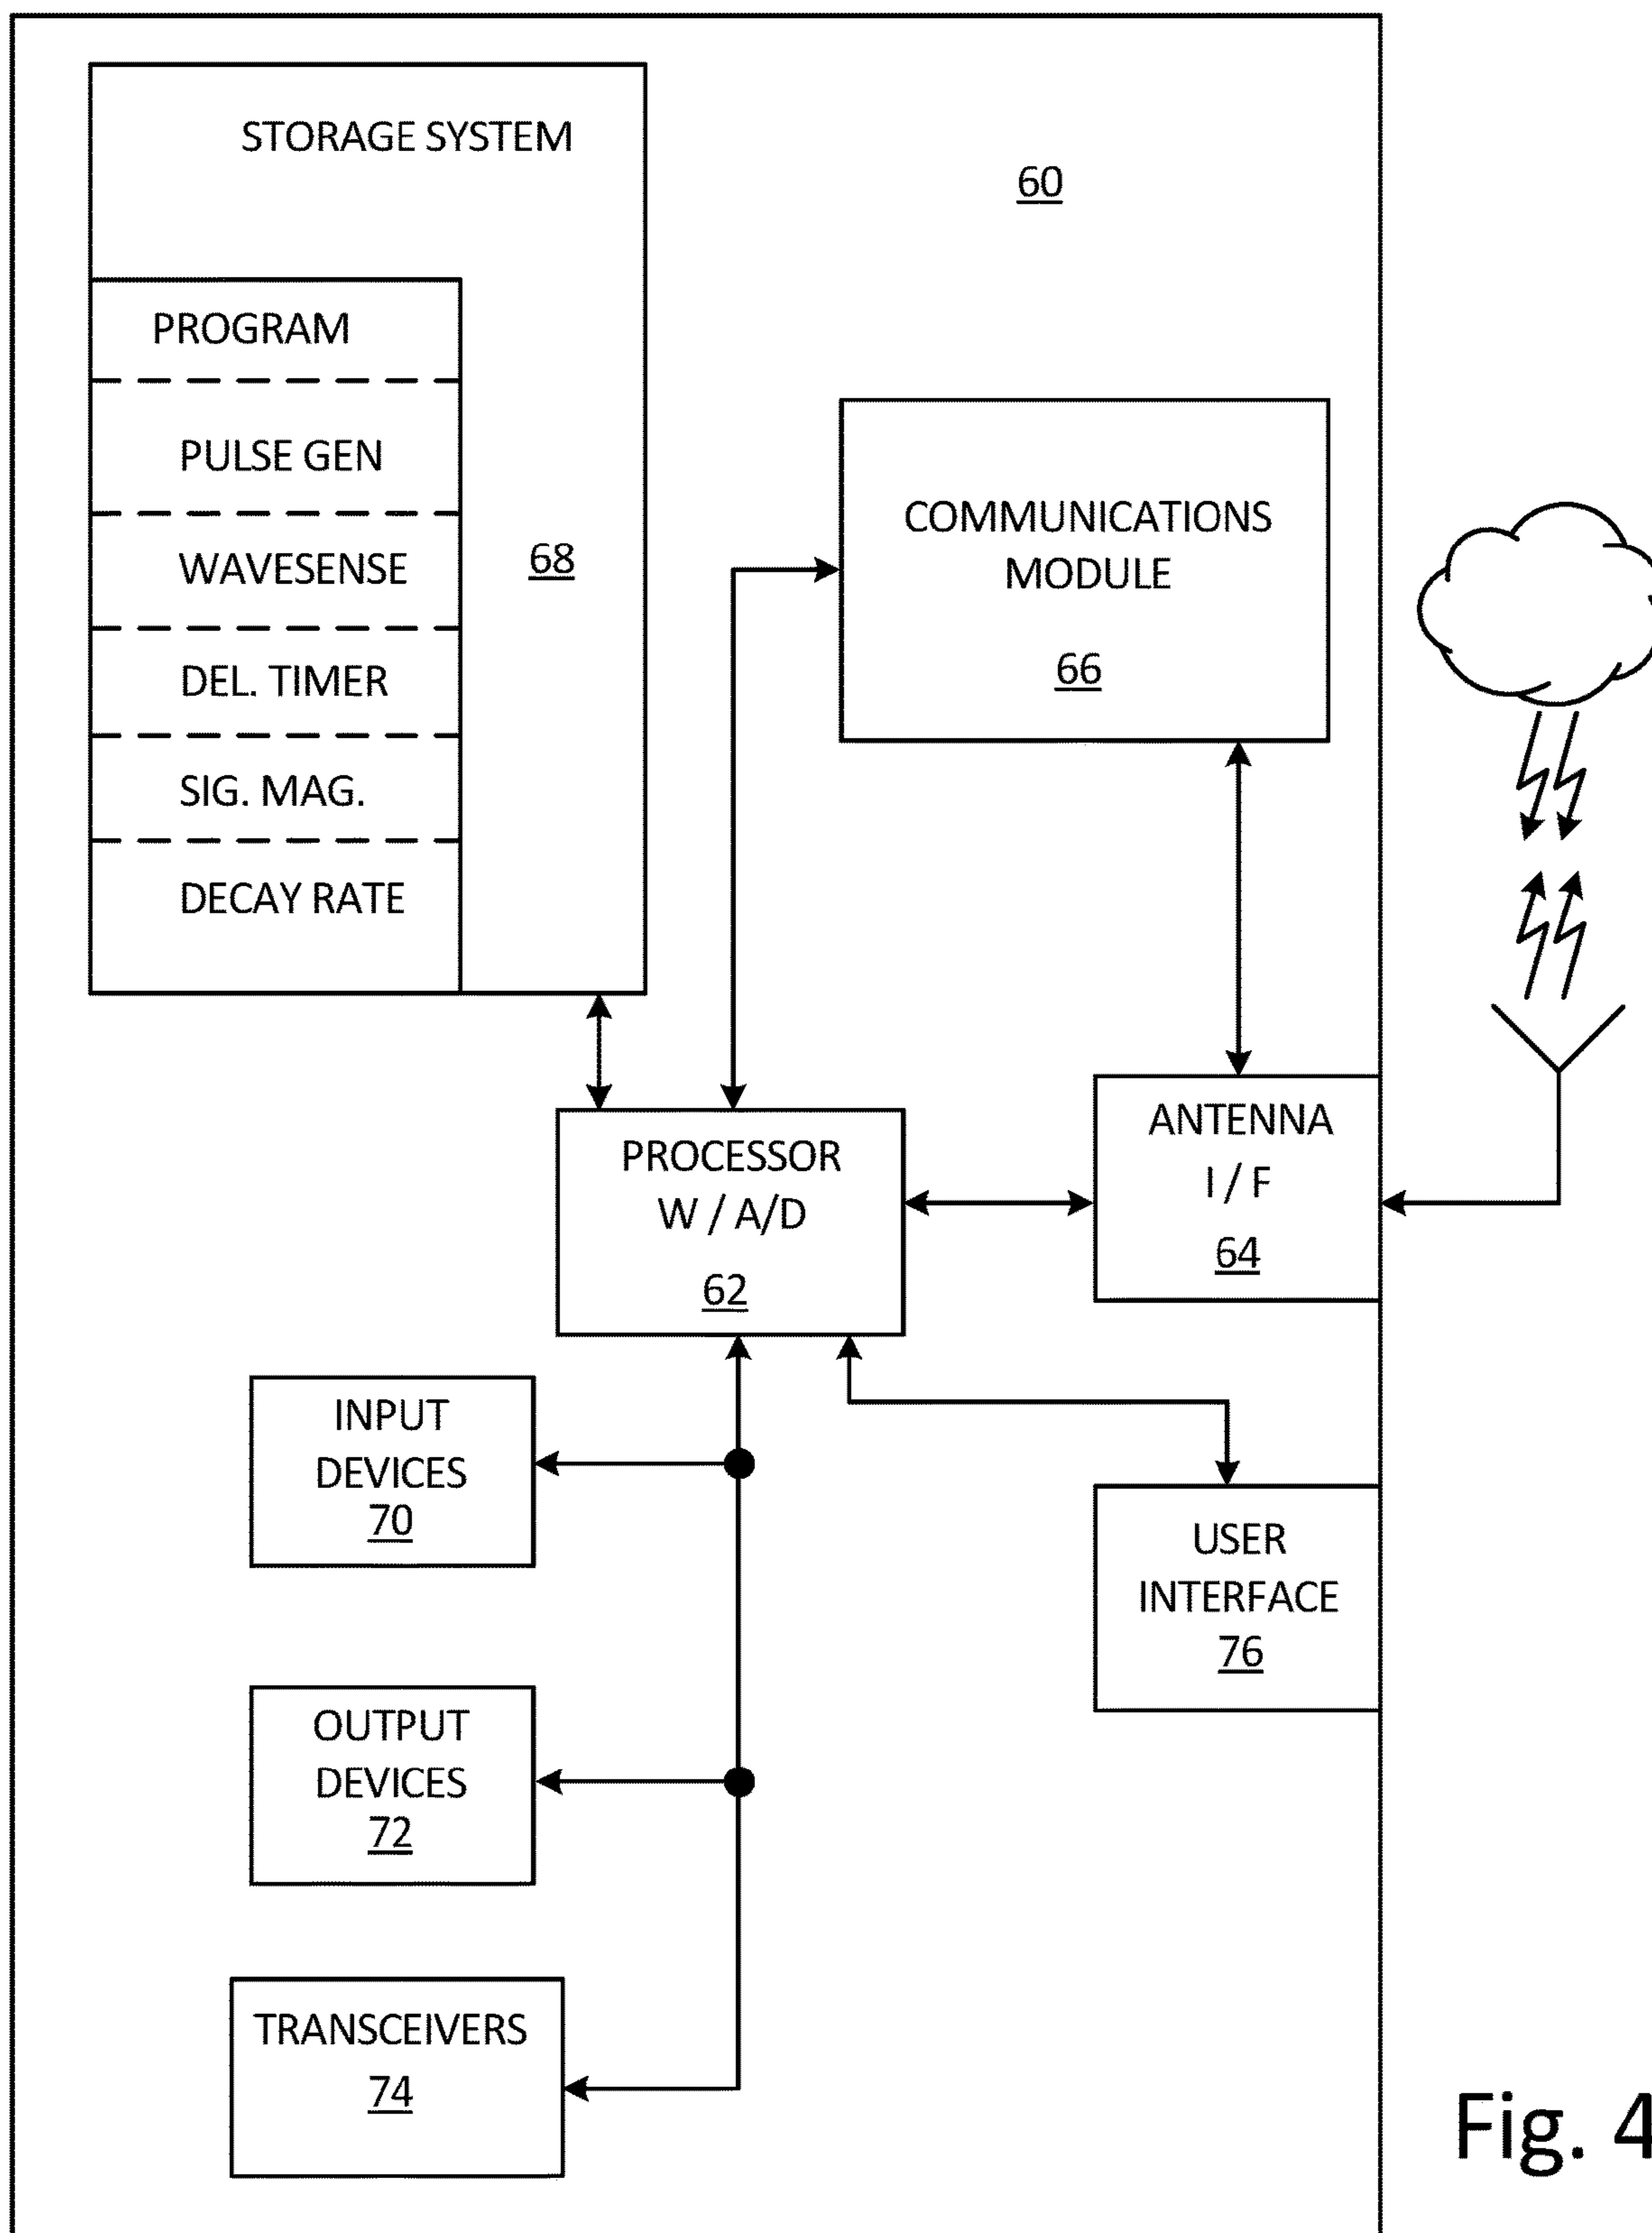 STORAGE SYSTEM
60
PROGRAM
PULSE GEN
WAVESENSE
68
DEL. TIMER
SIG. MAG.
DECAY RATE
COMMUNICATIONS
MODULE
66
PROCESSOR
W / A/D
62
ANTENNA
I / F
64
INPUT
DEVICES
70
USER
INTERFACE
76
OUTPUT
DEVICES
72
TRANSCEIVERS
74
Fig. 4